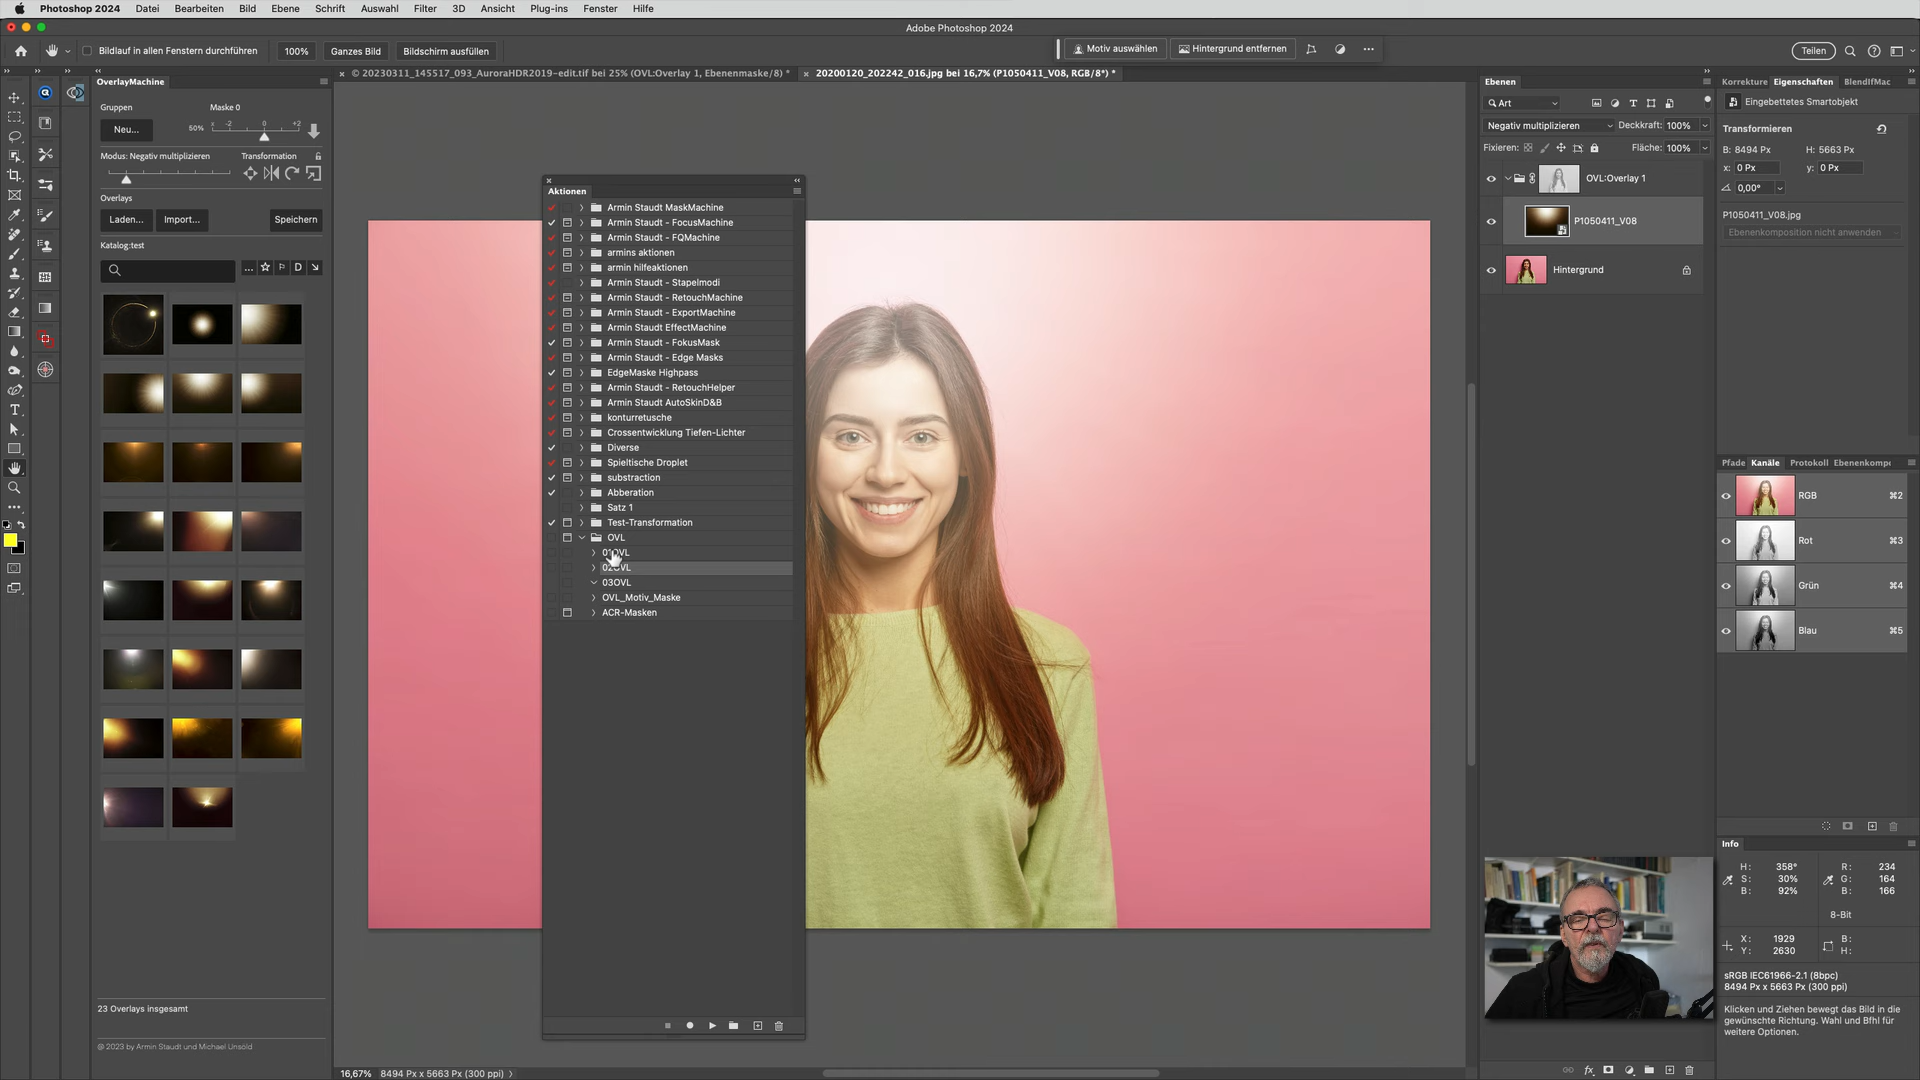 Photoshop 2024 Datei Bearbeiten Bild Ebene Schrift Auswahl Filter 3D Ansicht Plug-ins Fenster Hilfe
Adobe Photoshop 2024
Bildlauf in allen Fenstern durchführen 100% Ganzes Bild Bildschirm ausfüllen
Motiv auswählen Hintergrund entfernen
Teilen
© 20230311_145517_093_AuroraHDR2019-edit.tif bei 25% (OVL:Overlay 1, Ebenenmaske/8) *
20200120_202242_016.jpg bei 16,7% (P1050411_V08, RGB/8*) *
OverlayMachine
Gruppen Maske 0
Neu...
50% -2 0 +2
Modus: Negativ multiplizieren Transformation
Overlays
Laden... Import... Speichern
Katalog:test
... D
23 Overlays insgesamt
@ 2023 by Armin Staudt und Michael Unsöld
Aktionen
Armin Staudt MaskMachine
Armin Staudt - FocusMachine
Armin Staudt - FQMachine
armins aktionen
armin hilfeaktionen
Armin Staudt - Stapelmodi
Armin Staudt - RetouchMachine
Armin Staudt - ExportMachine
Armin Staudt EffectMachine
Armin Staudt - FokusMask
Armin Staudt - Edge Masks
EdgeMaske Highpass
Armin Staudt - RetouchHelper
Armin Staudt AutoSkinD&B
konturretusche
Crossentwicklung Tiefen-Lichter
Diverse
Spieltische Droplet
substraction
Abberation
Satz 1
Test-Transformation
OVL
01OVL
02OVL
03OVL
OVL_Motiv_Maske
ACR-Masken
16,67% 8494 Px x 5663 Px (300 ppi)
Ebenen
Art
Negativ multiplizieren Deckkraft: 100%
Fixieren: Fläche: 100%
OVL:Overlay 1
P1050411_V08
Hintergrund
fx
Korrekture Eigenschaften BlendIfMac
Eingebettetes Smartobjekt
Transformieren
B: 8494 Px H: 5663 Px
x: 0 Px y: 0 Px
0,00°
P1050411_V08.jpg
Ebenenkomposition nicht anwenden
Pfade Kanäle Protokoll Ebenenkompo
RGB ⌘2
Rot ⌘3
Grün ⌘4
Blau ⌘5
Info
H: 358° R: 234
S: 30% G: 164
B: 92% B: 166
8-Bit
X: 1929 B:
Y: 2630 H:
sRGB IEC61966-2.1 (8bpc)
8494 Px x 5663 Px (300 ppi)
Klicken und Ziehen bewegt das Bild in die
gewünschte Richtung. Wahl und Bfhl für
weitere Optionen.